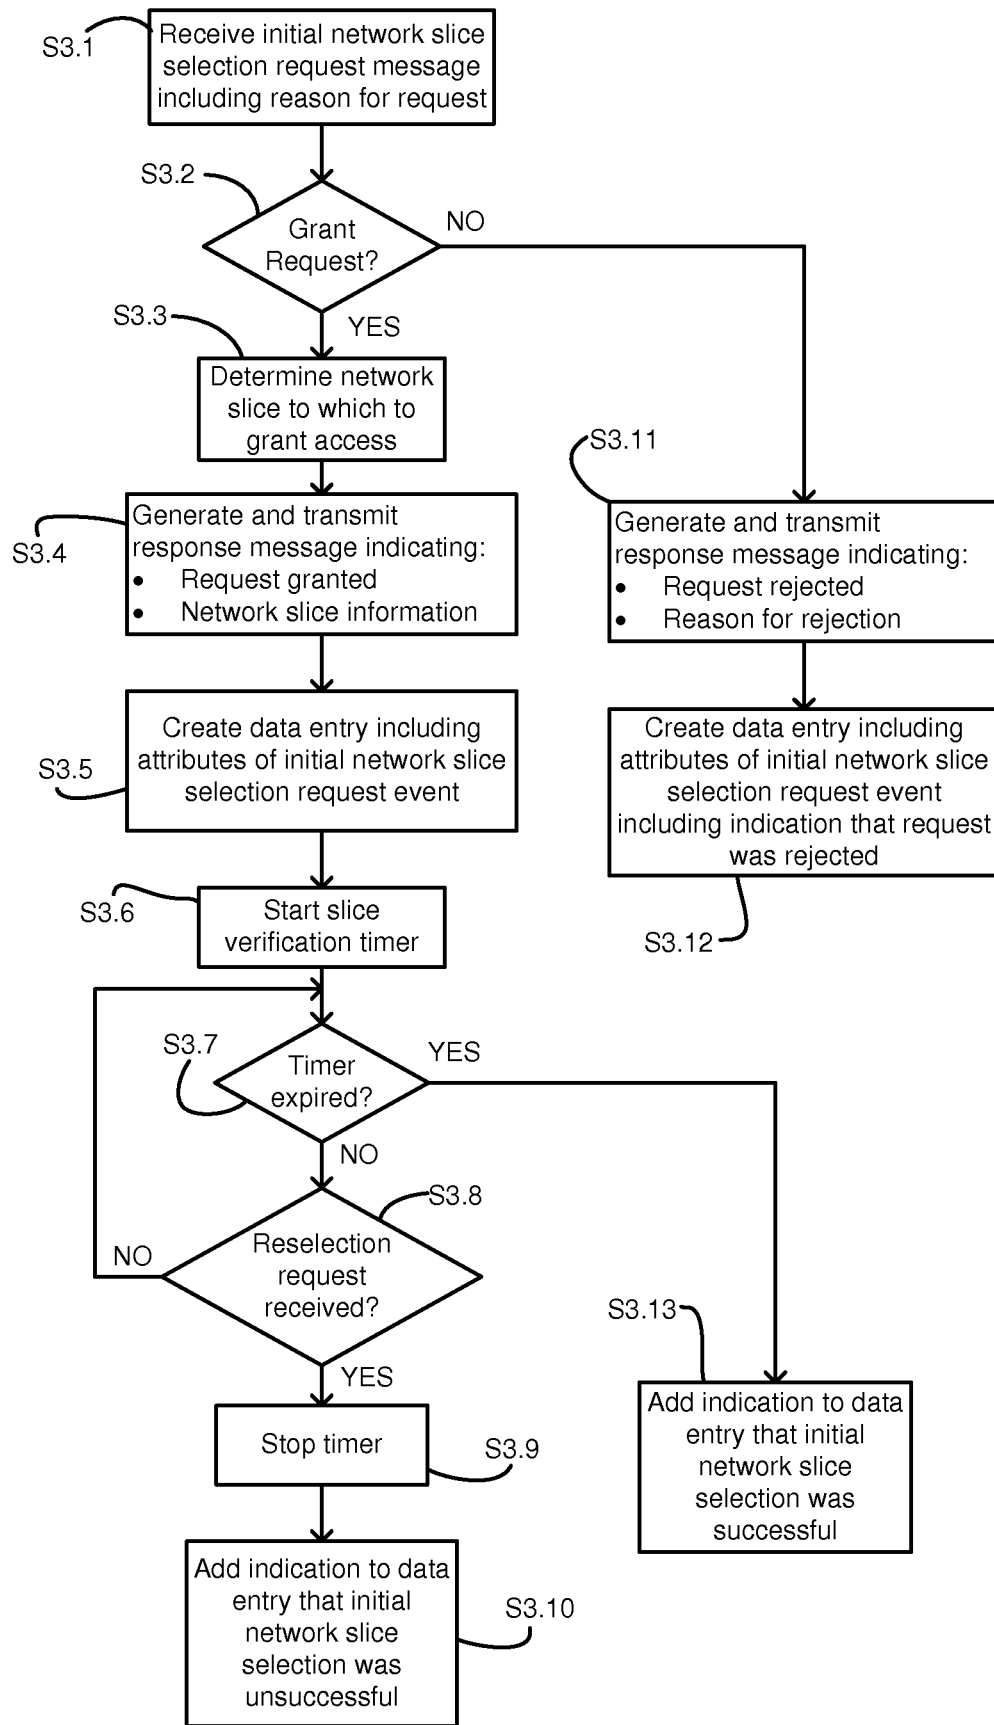 S3.1
Receive initial network slice
selection request message
including reason for request
S3.2
Grant
Request?
NO
YES
S3.3
Determine network
slice to which to
grant access
S3.4
Generate and transmit
response message indicating:
• Request granted
• Network slice information
S3.11
Generate and transmit
response message indicating:
• Request rejected
• Reason for rejection
S3.5
Create data entry including
attributes of initial network slice
selection request event
Create data entry including
attributes of initial network slice
selection request event
including indication that request
was rejected
S3.12
S3.6
Start slice
verification timer
S3.7
Timer
expired?
YES
NO
S3.8
Reselection
request
received?
NO
YES
S3.13
Add indication to data
entry that initial
network slice
selection was
successful
Stop timer
S3.9
Add indication to data
entry that initial
network slice
selection was
unsuccessful
S3.10